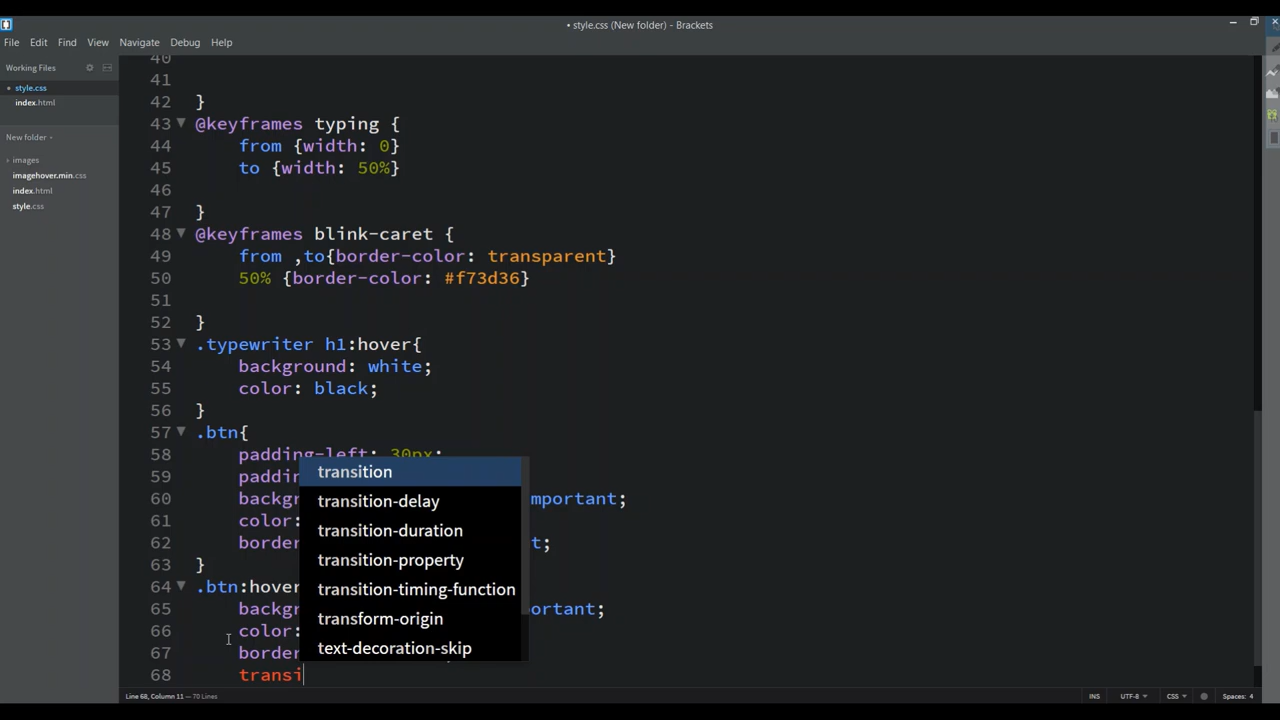 • style.css (New folder) - Brackets
File Edit Find View Navigate Debug Help
Working Files
style.css
index.html
New folder
images
imagehover.min.css
index.html
style.css
40
41
42 }
43 @keyframes typing {
44 from {width: 0}
45 to {width: 50%}
46
47 }
48 @keyframes blink-caret {
49 from ,to{border-color: transparent}
50 50% {border-color: #f73d36}
51
52 }
53 .typewriter h1:hover{
54 background: white;
55 color: black;
56 }
57 .btn{
58 padding-left: 30px;
59 paddin
60 backgr mportant;
61 color:
62 border t;
63 }
64 .btn:hover
65 backgr ortant;
66 color:
67 border
68 transi
transition
transition-delay
transition-duration
transition-property
transition-timing-function
transform-origin
text-decoration-skip
Line 68, Column 11 — 70 Lines
INS UTF-8 CSS Spaces: 4